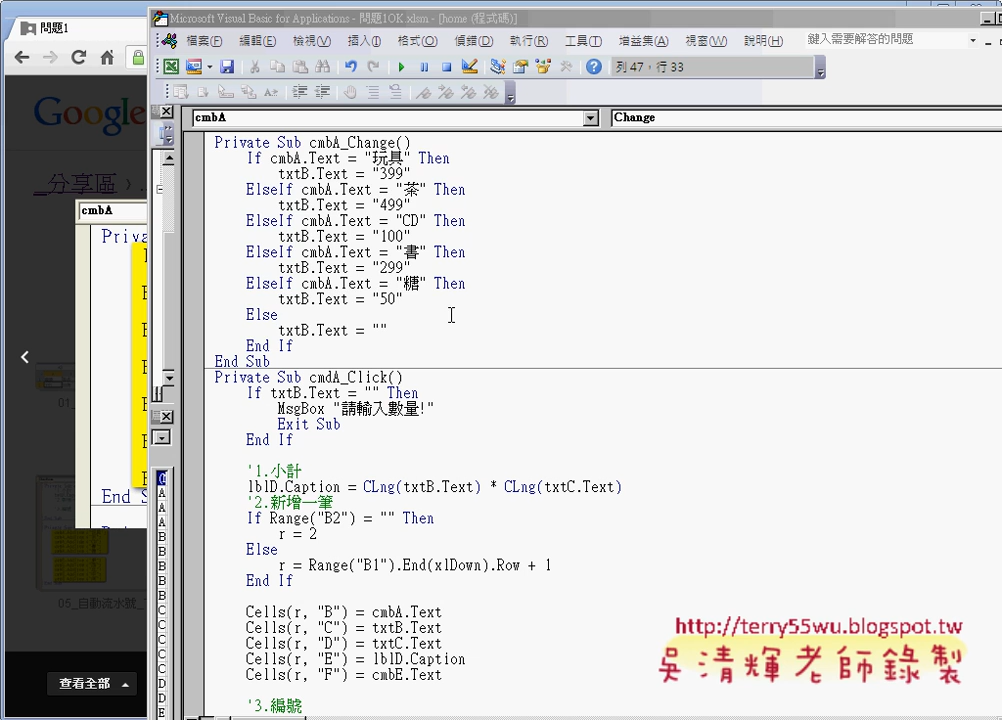 問題1
Microsoft Visual Basic for Applications - 問題1OK.xlsm - [home (程式碼)]
檔案(F) 編輯(E) 檢視(V) 插入(I) 格式(O) 偵錯(D) 執行(R) 工具(T) 增益集(A) 視窗(W) 說明(H) 鍵入需要解答的問題
列 47，行 33
Google
_分享區
cmbA
Priva
End S
cmbA Change
Private Sub cmbA_Change()
If cmbA.Text = "玩具" Then
txtB.Text = "399"
ElseIf cmbA.Text = "茶" Then
txtB.Text = "499"
ElseIf cmbA.Text = "CD" Then
txtB.Text = "100"
ElseIf cmbA.Text = "書" Then
txtB.Text = "299"
ElseIf cmbA.Text = "糖" Then
txtB.Text = "50"
Else
txtB.Text = ""
End If
End Sub
Private Sub cmdA_Click()
If txtB.Text = "" Then
MsgBox "請輸入數量!"
Exit Sub
End If
'1.小計
lblD.Caption = CLng(txtB.Text) * CLng(txtC.Text)
'2.新增一筆
If Range("B2") = "" Then
r = 2
Else
r = Range("B1").End(xlDown).Row + 1
End If
Cells(r, "B") = cmbA.Text
Cells(r, "C") = txtB.Text
Cells(r, "D") = txtC.Text
Cells(r, "E") = lblD.Caption
Cells(r, "F") = cmbE.Text
'3.編號
05_自動流水號_
查看全部
http://terry55wu.blogspot.tw
吳清輝老師錄製